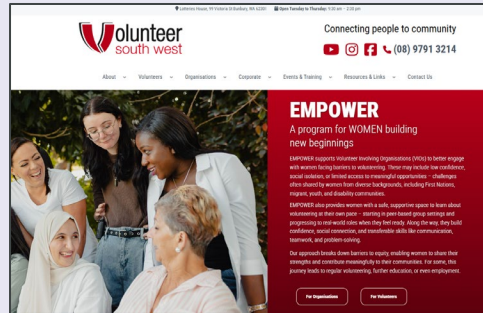 Lotteries House, 99 Victoria St Bunbury, WA 6230 Open Tuesday to Thursday: 9:30 am – 2:30 pm
Volunteer
south west
Connecting people to community
(08) 9791 3214
About Volunteers Organisations Corporate Events & Training Resources & Links Contact Us
EMPOWER
A program for WOMEN building
new beginnings
EMPOWER supports Volunteer Involving Organisations (VIOs) to better engage
with women facing barriers to volunteering. These may include low confidence,
social isolation, or limited access to meaningful opportunities – challenges
often shared by women from diverse backgrounds, including First Nations,
migrant, youth, and disability communities.
EMPOWER also provides women with a safe, supportive space to learn about
volunteering at their own pace – starting in peer-based group settings and
progressing to real-world roles when they feel ready. Along the way, they build
confidence, social connection, and transferable skills like communication,
teamwork, and problem-solving.
Our approach breaks down barriers to equity, enabling women to share their
strengths and contribute meaningfully to their communities. For some, this
journey leads to regular volunteering, further education, or even employment.
For Organisations For Volunteers